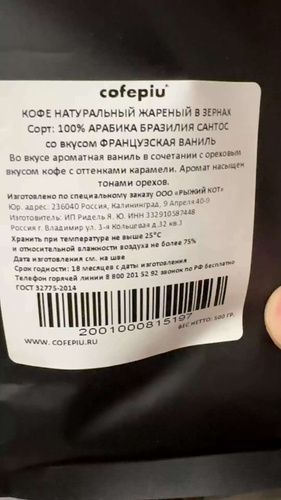 cofepiu
КОФЕ НАТУРАЛЬНЫЙ ЖАРЕНЫЙ В ЗЕРНАХ
Сорт: 100% АРАБИКА БРАЗИЛИЯ САНТОС
со вкусом ФРАНЦУЗСКАЯ ВАНИЛЬ
Во вкусе ароматная ваниль в сочетании с ореховым
вкусом кофе с оттенками карамели. Аромат насыщен
тонами орехов.
Изготовлено по специальному заказу ООО «РЫЖИЙ КОТ»
Юр. адрес: 236040 Россия, Калининград, 9 Апреля 40-9
Изготовитель: ИП Ридель Я. Ю. ИНН 332910587448
Россия г. Владимир ул. 3-я Кольцевая д.32 кв.3
Хранить при температуре не выше 25°С
и относительной влажности воздуха не более 75%
Дата изготовления см. на шве
Срок годности: 18 месяцев с даты изготовления
Телефон горячей линии 8 800 201 52 92 звонок по РФ бесплатно
ГОСТ 32775-2014
2001000815197
WWW.COFEPIU.RU
ВЕС НЕТТО: 500 ГР.